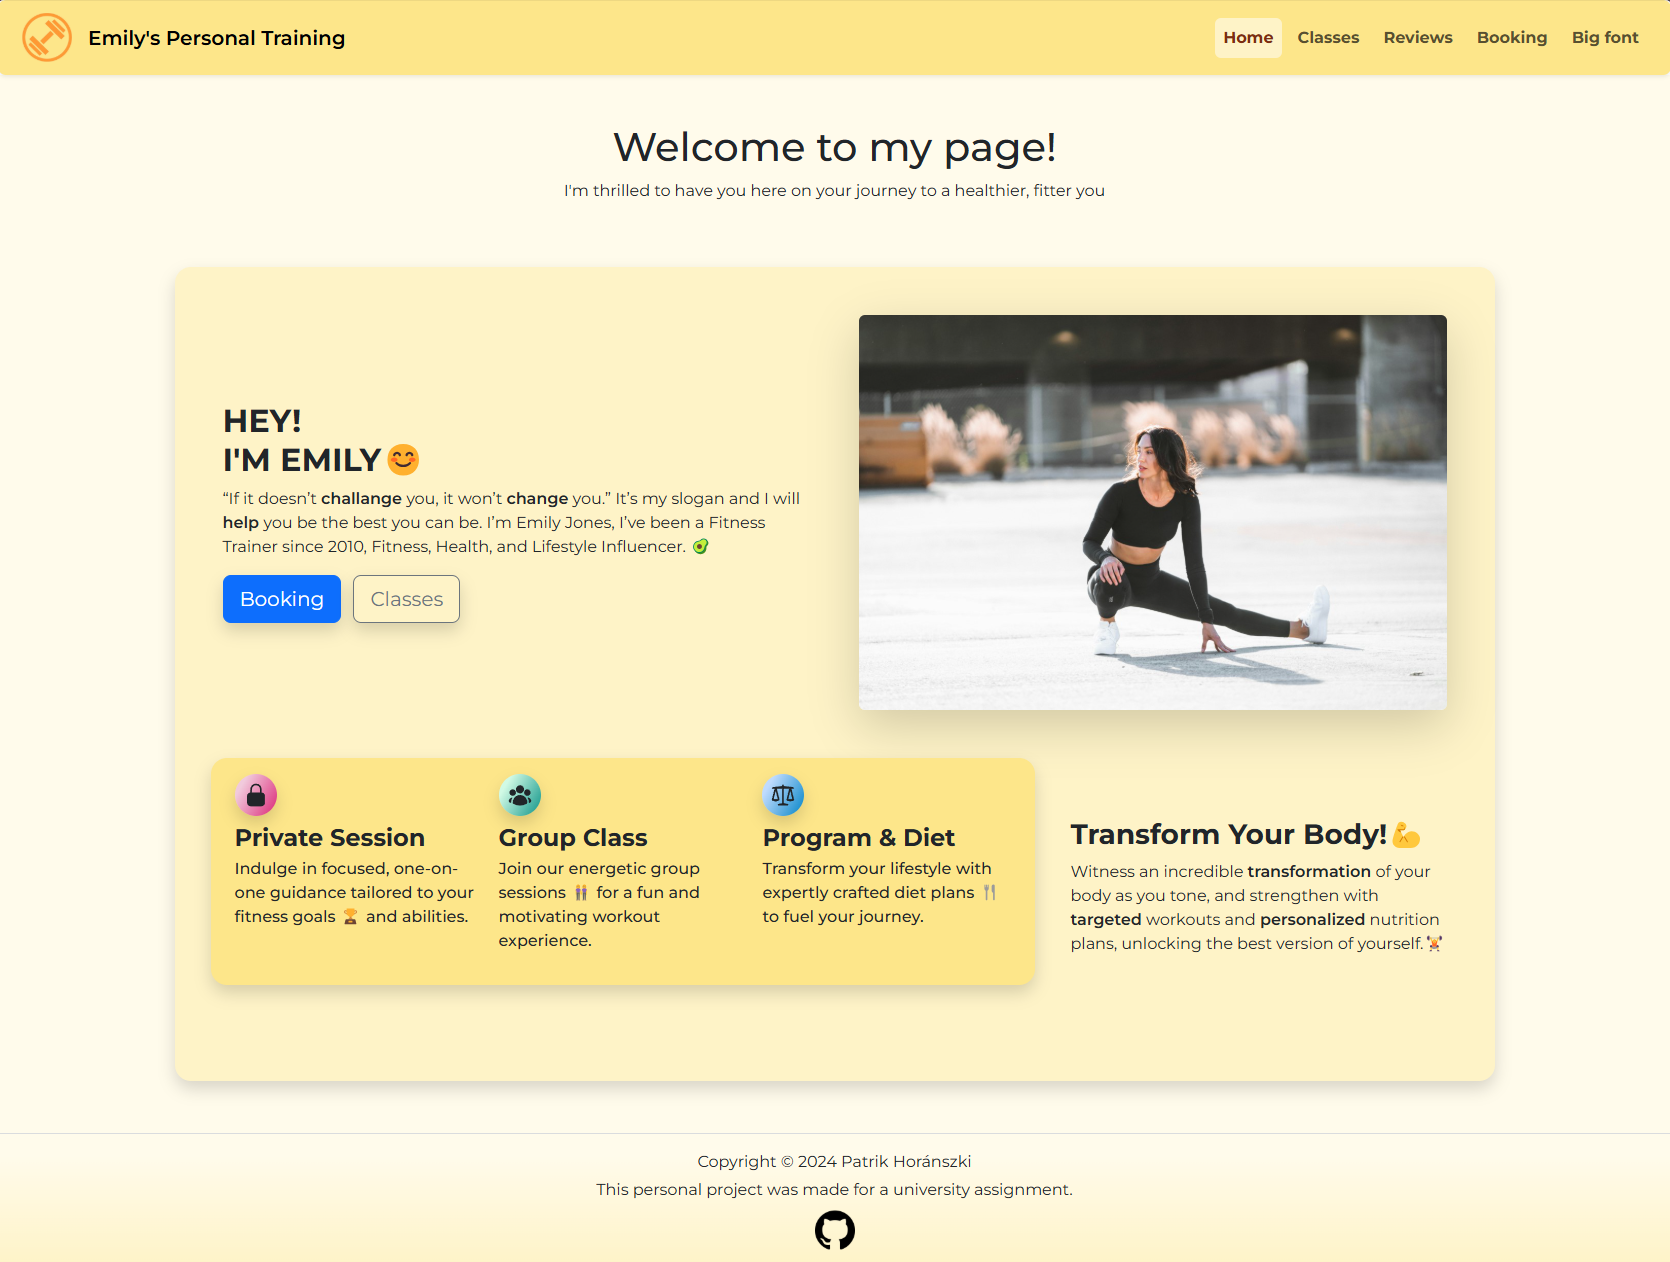 Emily's Personal Training
Home
Classes
Reviews
Booking
Big font
Welcome to my page!
I'm thrilled to have you here on your journey to a healthier, fitter you
HEY!
I'M EMILY😊
“If it doesn’t challange you, it won’t change you.” It’s my slogan and I will
help you be the best you can be. I’m Emily Jones, I’ve been a Fitness
Trainer since 2010, Fitness, Health, and Lifestyle Influencer. 🥑
Booking
Classes
Private Session
Indulge in focused, one-on-
one guidance tailored to your
fitness goals 🏆 and abilities.
Group Class
Join our energetic group
sessions 👭 for a fun and
motivating workout
experience.
Program & Diet
Transform your lifestyle with
expertly crafted diet plans 🍴
to fuel your journey.
Transform Your Body!💪
Witness an incredible transformation of your
body as you tone, and strengthen with
targeted workouts and personalized nutrition
plans, unlocking the best version of yourself.🏋️
Copyright © 2024 Patrik Horánszki
This personal project was made for a university assignment.